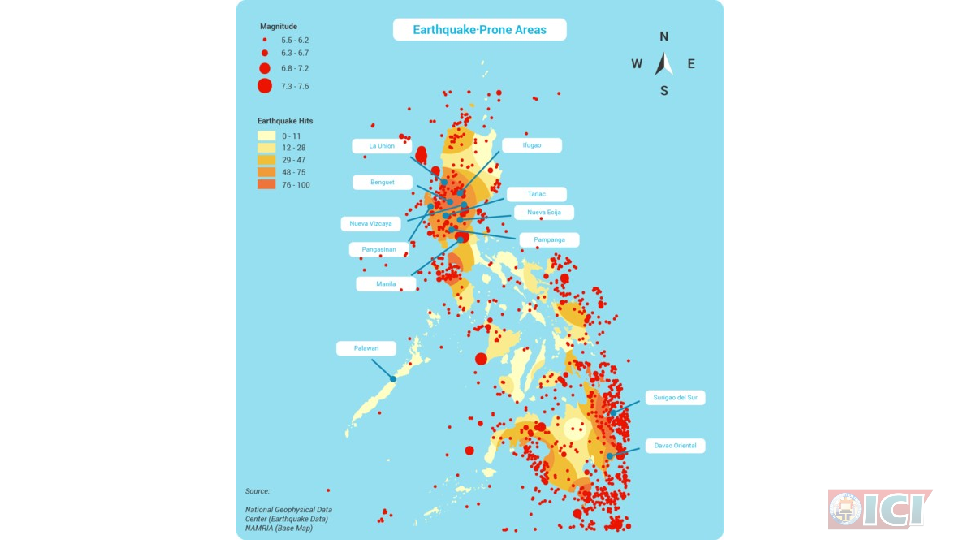 Earthquake-Prone Areas
Magnitude
5.5 - 6.2
6.3 - 6.7
6.8 - 7.2
7.3 - 7.6
N
W E
S
Earthquake Hits
0 - 11
12 - 28
29 - 47
48 - 75
76 - 100
La Union
Ifugao
Benguet
Tarlac
Nueva Ecija
Nueva Vizcaya
Pampanga
Pangasinan
Manila
Palawan
Surigao del Sur
Davao Oriental
Source:
National Geophysical Data
Center (Earthquake Data)
NAMRIA (Base Map)
ICI